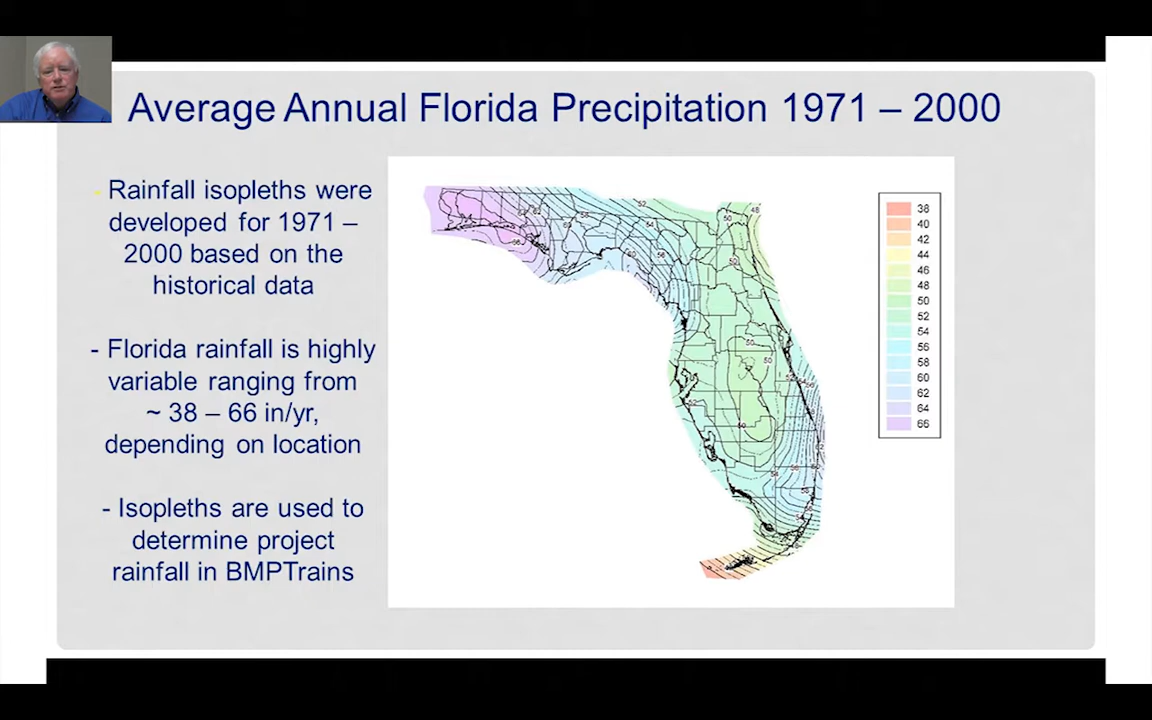 Average Annual Florida Precipitation 1971 – 2000
- Rainfall isopleths were
developed for 1971 –
2000 based on the
historical data
- Florida rainfall is highly
variable ranging from
~ 38 – 66 in/yr,
depending on location
- Isopleths are used to
determine project
rainfall in BMPTrains
38
40
42
44
46
48
50
52
54
56
58
60
62
64
66